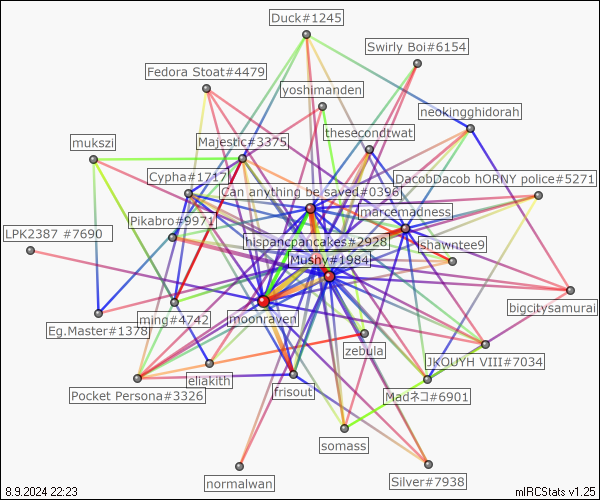 Duck#1245
Swirly Boi#6154
Fedora Stoat#4479
yoshimanden
neokingghidorah
thesecondtwat
Majestic#3375
mukszi
Cypha#1717
DacobDacob hORNY police#5271
Can anything be saved#0396
marcemadness
Pikabro#9971
LPK2387 #7690
hispanicpancakes#2928
shawntee9
Mushy#1984
bigcitysamurai
ming#4742
moonraven
Eg.Master#1378
zebula
JKOUYH VIII#7034
eliakith
Pocket Persona#3326
frisout
Madネコ#6901
somass
normalwan
Silver#7938
8.9.2024 22:23
mIRCStats v1.25